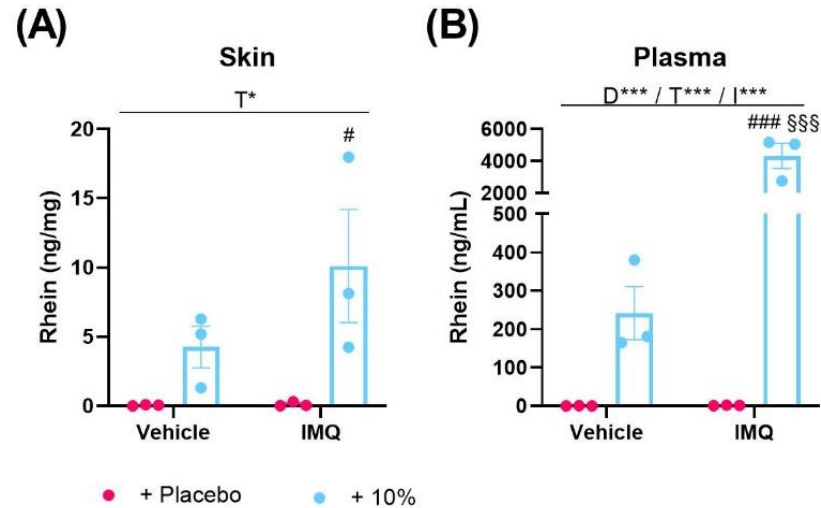 (A)
Skin
T*
#
20
15
10
5
0
Rhein (ng/mg)
Vehicle
IMQ
(B)
Plasma
D*** / T*** / I***
### §§§
6000
4000
2000
500
400
300
200
100
0
Rhein (ng/mL)
Vehicle
IMQ
+ Placebo
+ 10%